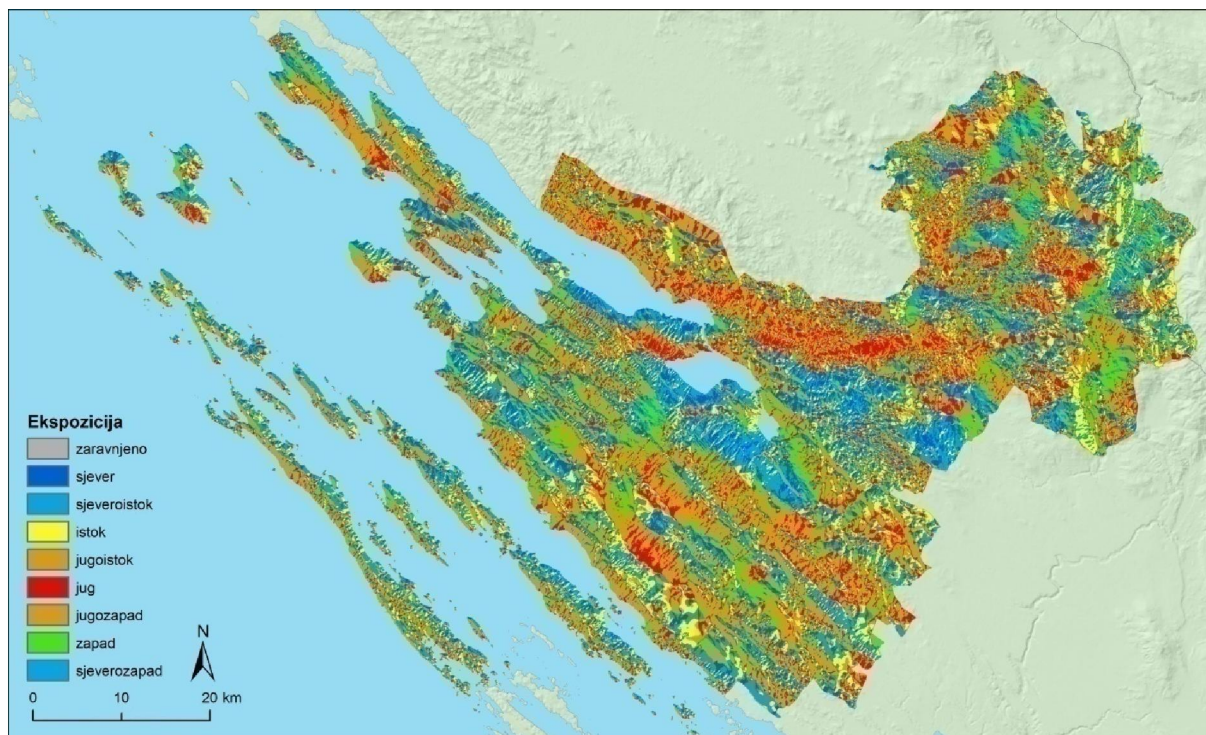 Ekspozicija
zaravnjeno
sjever
sjeveroistok
istok
jugoistok
jug
jugozapad
zapad
sjeverozapad
N
0 10 20 km